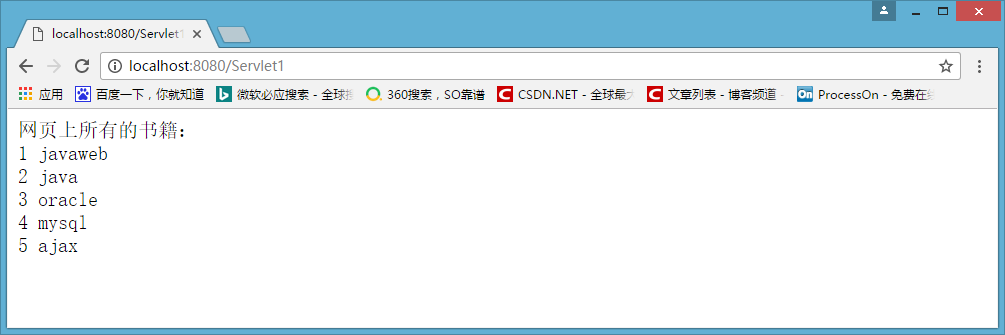 localhost:8080/Servlet1
localhost:8080/Servlet1
应用 百度一下，你就知道 微软必应搜索 - 全球 360搜索，SO靠谱 CSDN.NET - 全球最 文章列表 - 博客频道 - ProcessOn - 免费在
网页上所有的书籍：
1 javaweb
2 java
3 oracle
4 mysql
5 ajax